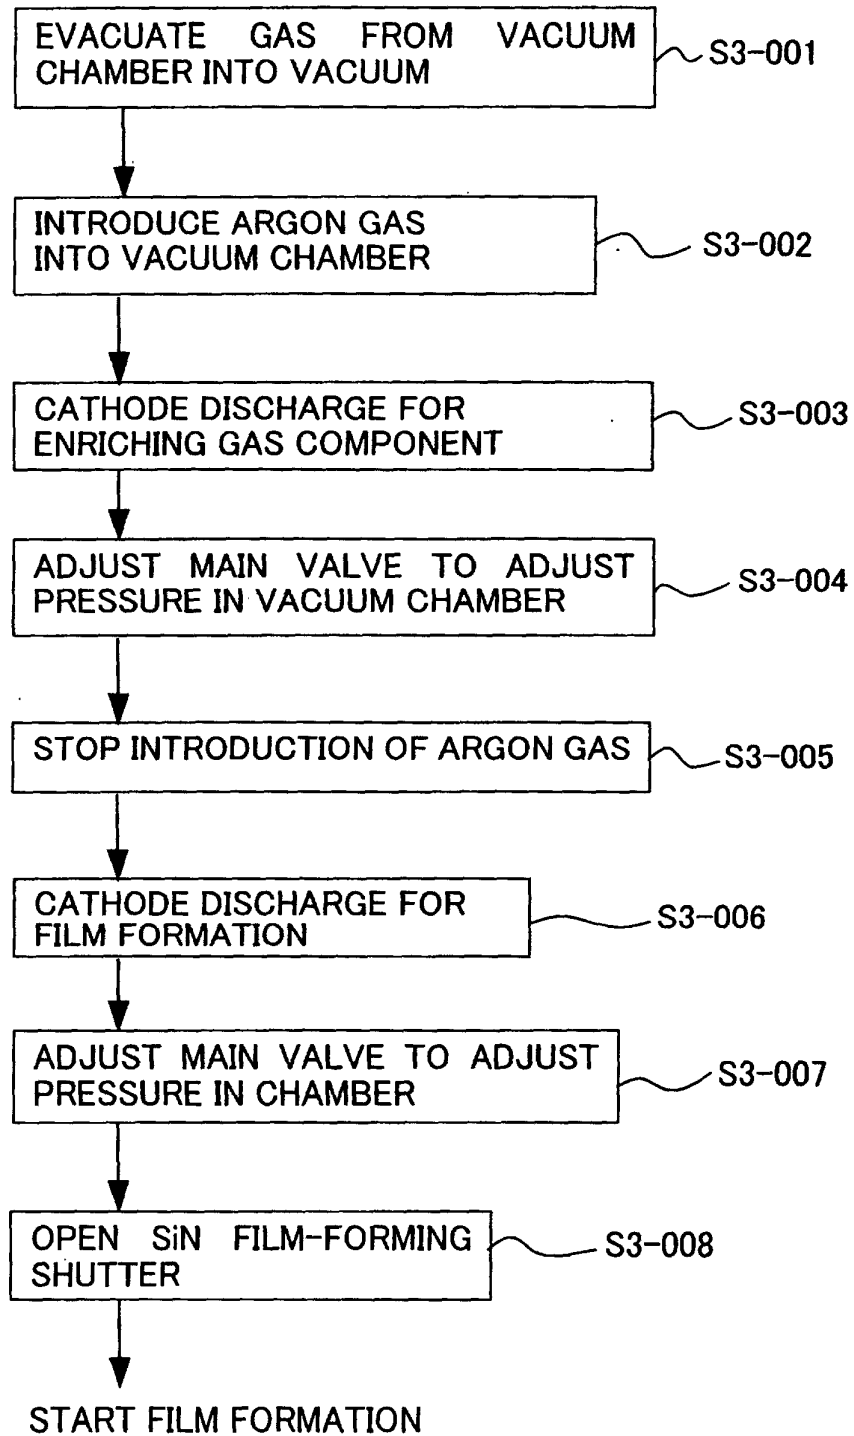 EVACUATE GAS FROM VACUUM
CHAMBER INTO VACUUM
S3-001
INTRODUCE ARGON GAS
INTO VACUUM CHAMBER
S3-002
CATHODE DISCHARGE FOR
ENRICHING GAS COMPONENT
S3-003
ADJUST MAIN VALVE TO ADJUST
PRESSURE IN VACUUM CHAMBER
S3-004
STOP INTRODUCTION OF ARGON GAS
S3-005
CATHODE DISCHARGE FOR
FILM FORMATION
S3-006
ADJUST MAIN VALVE TO ADJUST
PRESSURE IN CHAMBER
S3-007
OPEN SiN FILM-FORMING
SHUTTER
S3-008
START FILM FORMATION